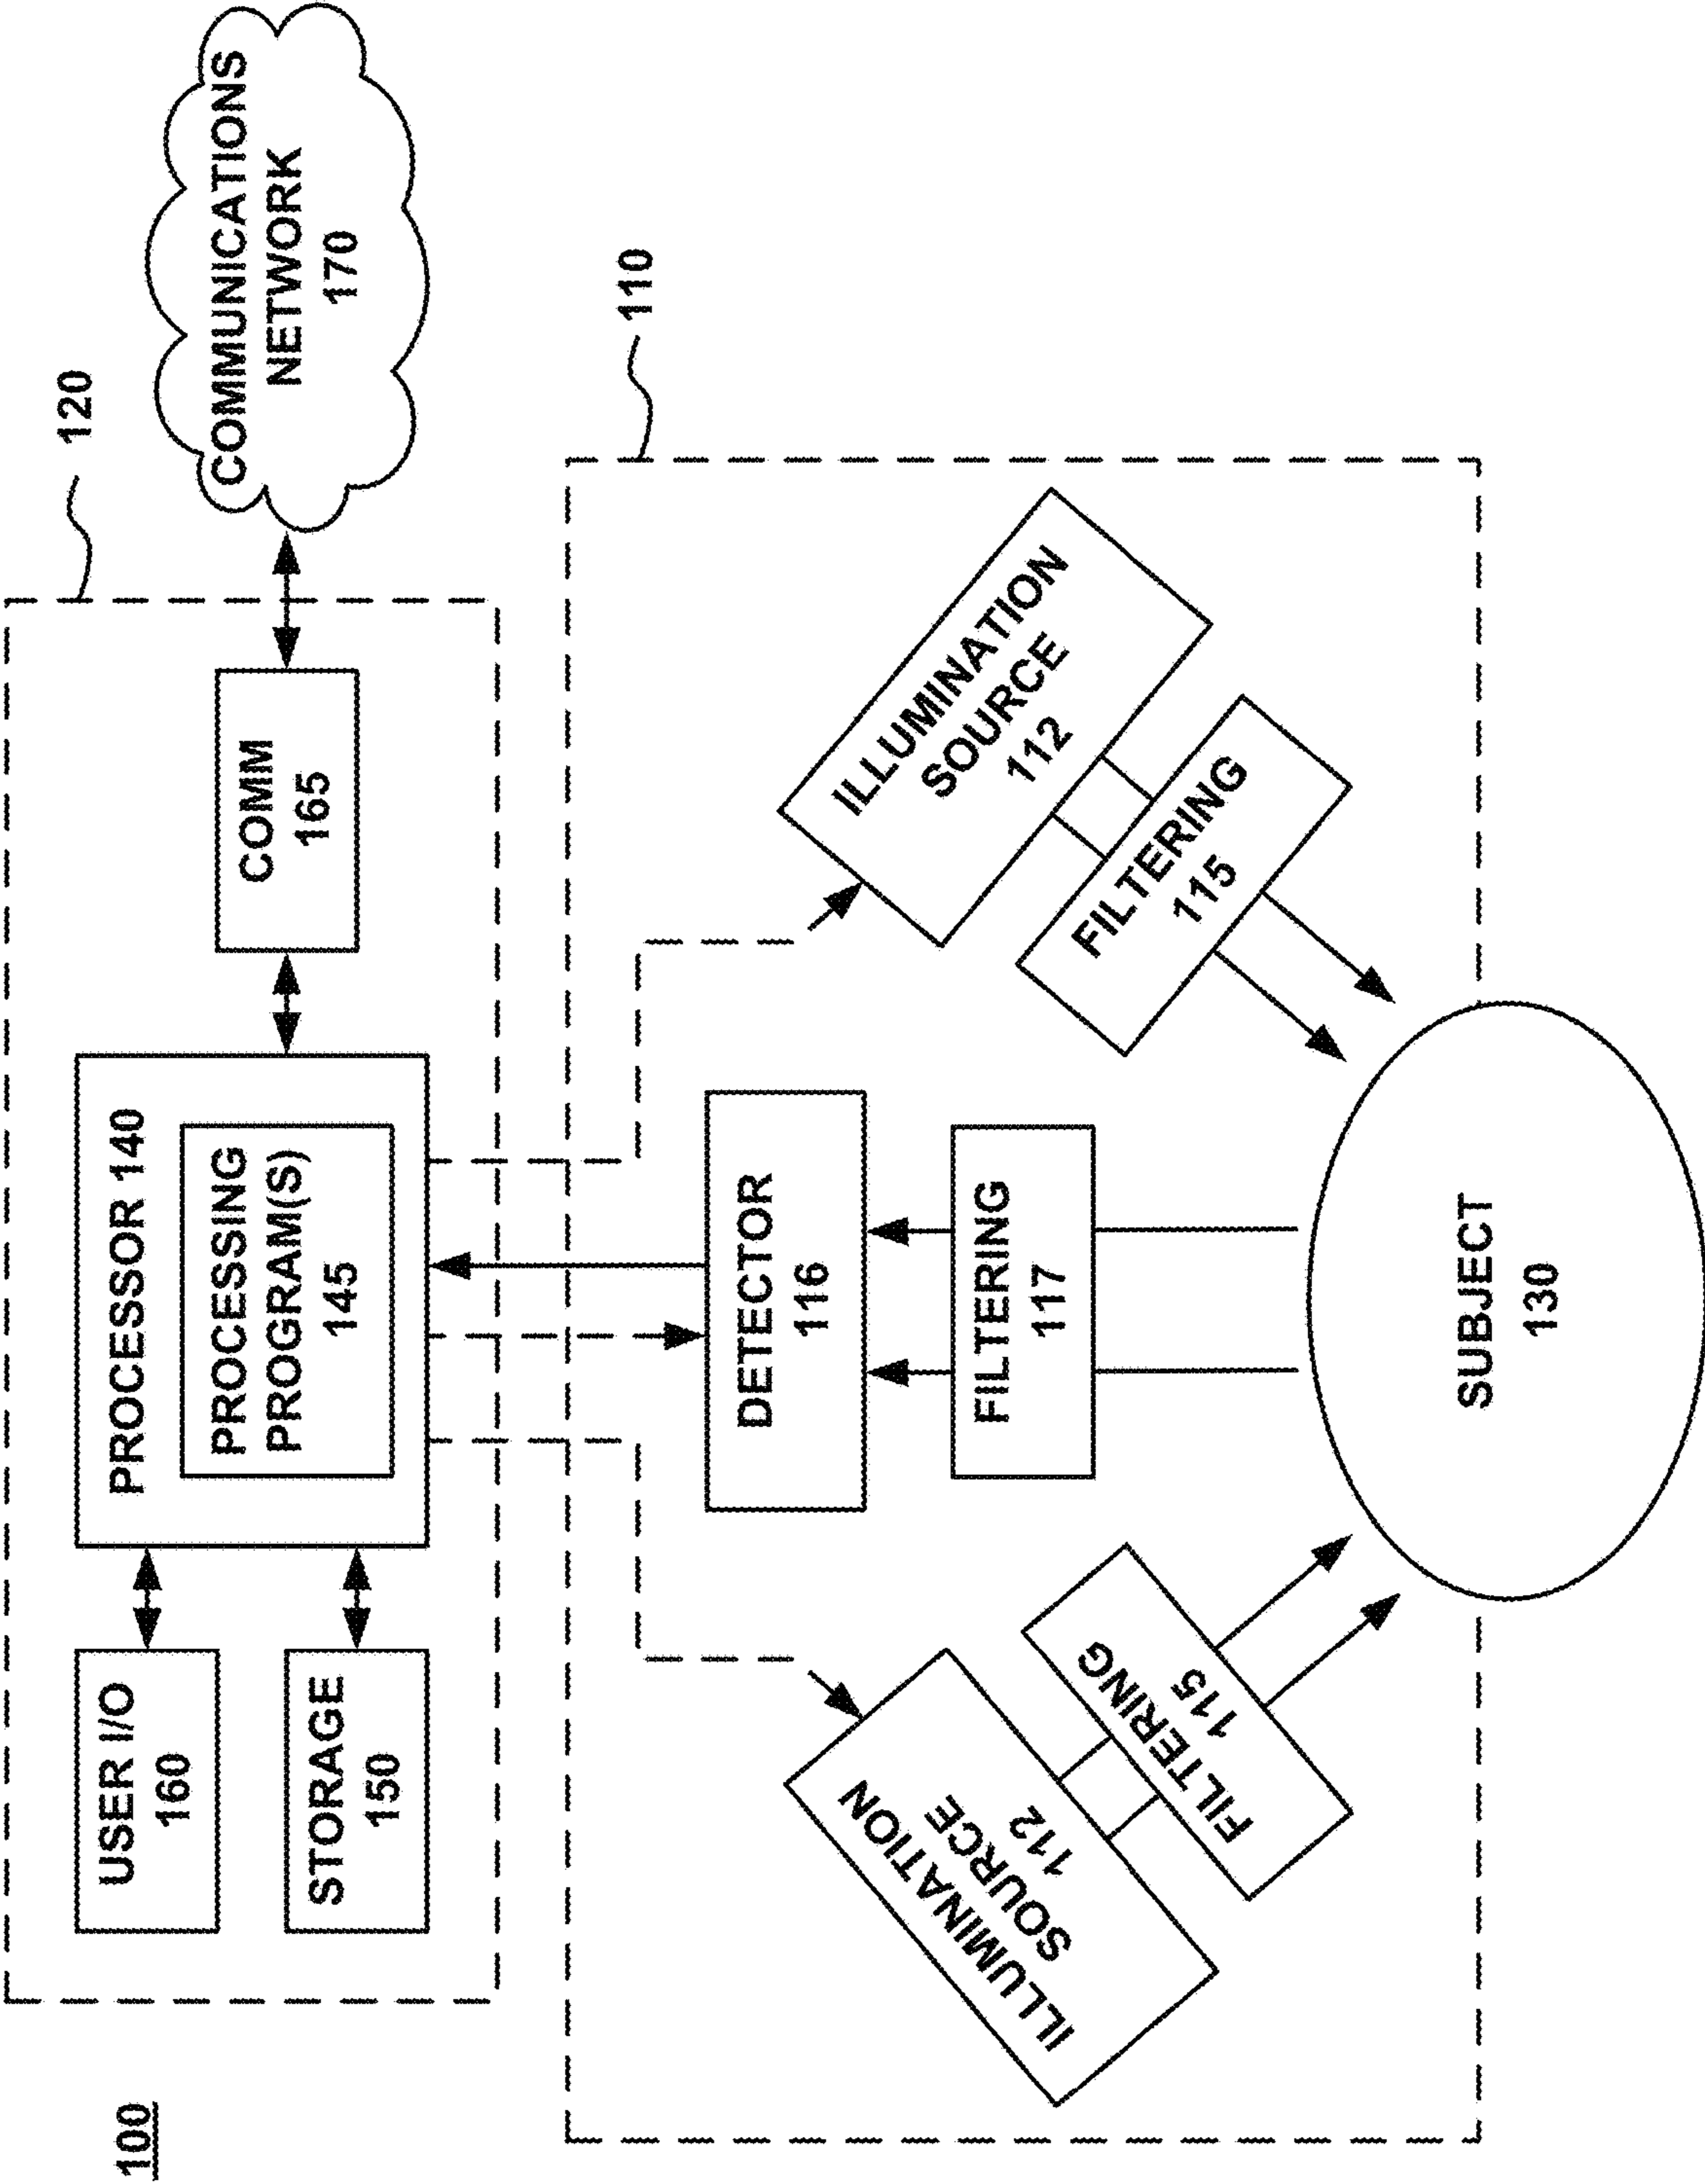 100
120
USER I/O
160
STORAGE
150
PROCESSOR 140
PROCESSING
PROGRAM(S)
145
COMM
165
COMMUNICATIONS
NETWORK
170
110
ILLUMINATION
SOURCE
112
FILTERING
115
DETECTOR
116
FILTERING
117
ILLUMINATION
SOURCE
112
FILTERING
115
SUBJECT
130